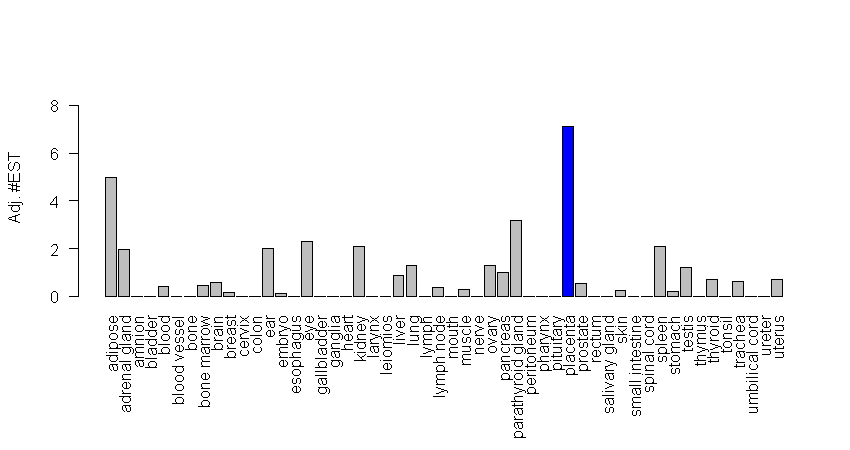 Adj. #EST
8
6
4
2
0
adipose
adrenal gland
amnion
bladder
blood
blood vessel
bone
bone marrow
brain
breast
cervix
colon
ear
embryo
esophagus
eye
gallbladder
ganglia
heart
kidney
larynx
leiomios
liver
lung
lymph
lymph node
mouth
muscle
nerve
ovary
pancreas
parathyroid gland
peritoneum
pharynx
pituitary
placenta
prostate
rectum
salivary gland
skin
small intestine
spinal cord
spleen
stomach
testis
thymus
thyroid
tonsil
trachea
umbilical cord
ureter
uterus